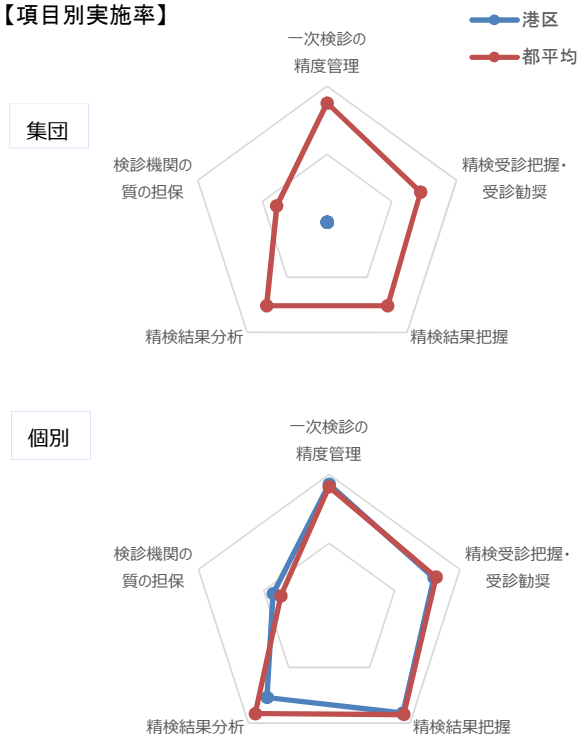 【項目別実施率】
港区
都平均
集団
一次検診の
精度管理
精検受診把握・
受診勧奨
精検結果把握
精検結果分析
検診機関の
質の担保
個別
一次検診の
精度管理
精検受診把握・
受診勧奨
精検結果把握
精検結果分析
検診機関の
質の担保